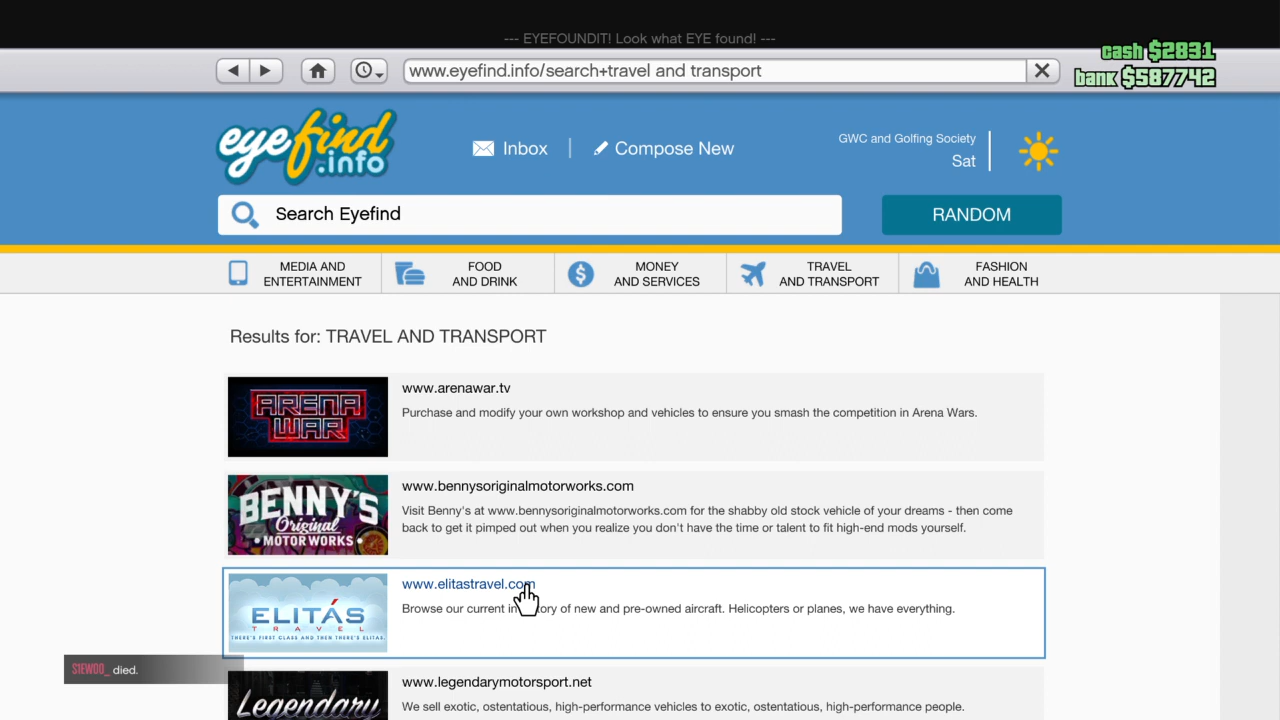 --- EYEFOUNDIT! Look what EYE found! ---
cash $2831
www.eyefind.info/search+travel and transport
bank $587742
eyefind
.info
Inbox
Compose New
GWC and Golfing Society
Sat
Search Eyefind
RANDOM
MEDIA AND
ENTERTAINMENT
FOOD
AND DRINK
MONEY
AND SERVICES
TRAVEL
AND TRANSPORT
FASHION
AND HEALTH
Results for: TRAVEL AND TRANSPORT
ARENA
WAR
www.arenawar.tv
Purchase and modify your own workshop and vehicles to ensure you smash the competition in Arena Wars.
BENNY'S
Original
• MOTOR WORKS •
www.bennysoriginalmotorworks.com
Visit Benny's at www.bennysoriginalmotorworks.com for the shabby old stock vehicle of your dreams - then come
back to get it pimped out when you realize you don't have the time or talent to fit high-end mods yourself.
ELITÁS
TRAVEL
THERE'S FIRST CLASS AND THEN THERE'S ELITAS.
www.elitastravel.com
Browse our current in ory of new and pre-owned aircraft. Helicopters or planes, we have everything.
S1EWOO_ died.
Legendary
www.legendarymotorsport.net
We sell exotic, ostentatious, high-performance vehicles to exotic, ostentatious, high-performance people.